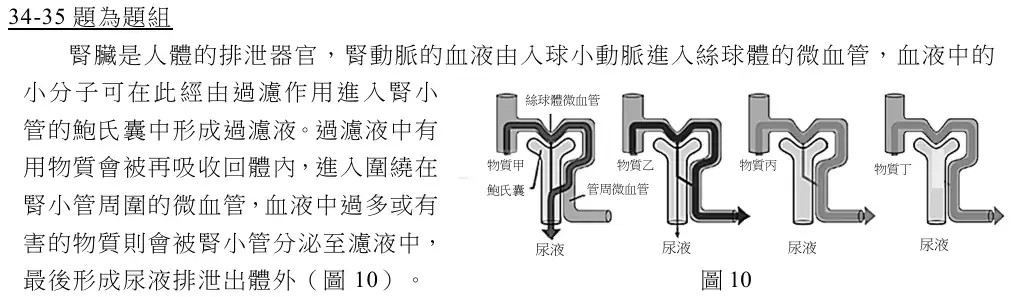 34-35 題為題組
腎臟是人體的排泄器官，腎動脈的血液由入球小動脈進入絲球體的微血管，血液中的
小分子可在此經由過濾作用進入腎小
管的鮑氏囊中形成過濾液。過濾液中有
用物質會被再吸收回體內，進入圍繞在
腎小管周圍的微血管，血液中過多或有
害的物質則會被腎小管分泌至濾液中，
最後形成尿液排泄出體外（圖 10）。
絲球體微血管
物質甲
物質乙
物質丙
物質丁
鮑氏囊
管周微血管
尿液
尿液
尿液
尿液
圖 10